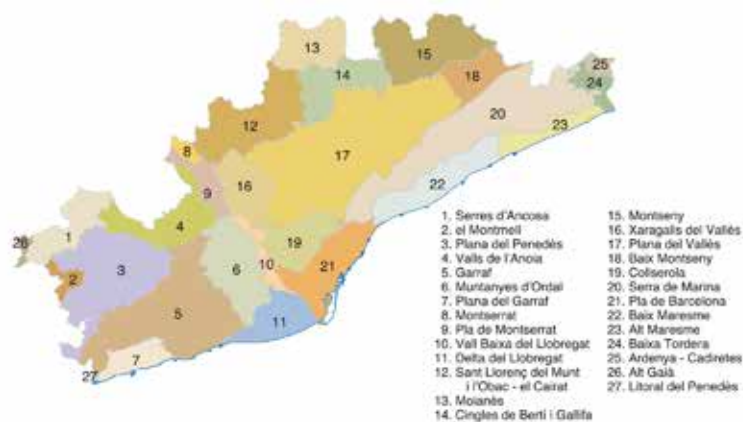 13
15
25
14
18
24
12
20
23
8
17
22
9
16
4
1
26
19
3
6
10
21
2
5
11
7
27
1. Serres d'Ancosa
2. el Montmell
3. Plana del Penedès
4. Valls de l'Anoia
5. Garraf
6. Muntanyes d'Ordal
7. Plana del Garraf
8. Montserrat
9. Pla de Montserrat
10. Vall Baixa del Llobregat
11. Delta del Llobregat
12. Sant Llorenç del Munt
i l'Obac - el Cairat
13. Moianès
14. Cingles de Bertí i Gallifa
15. Montseny
16. Xaragalls del Vallès
17. Plana del Vallès
18. Baix Montseny
19. Collserola
20. Serra de Marina
21. Pla de Barcelona
22. Baix Maresme
23. Alt Maresme
24. Baixa Tordera
25. Ardenya - Cadiretes
26. Alt Gaià
27. Litoral del Penedès